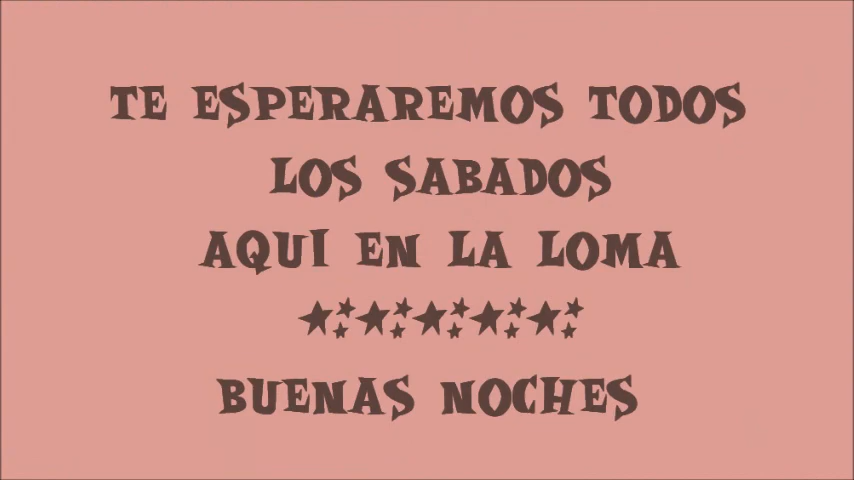 TE ESPERAREMOS TODOS
LOS SABADOS
AQUI EN LA LOMA
BUENAS NOCHES